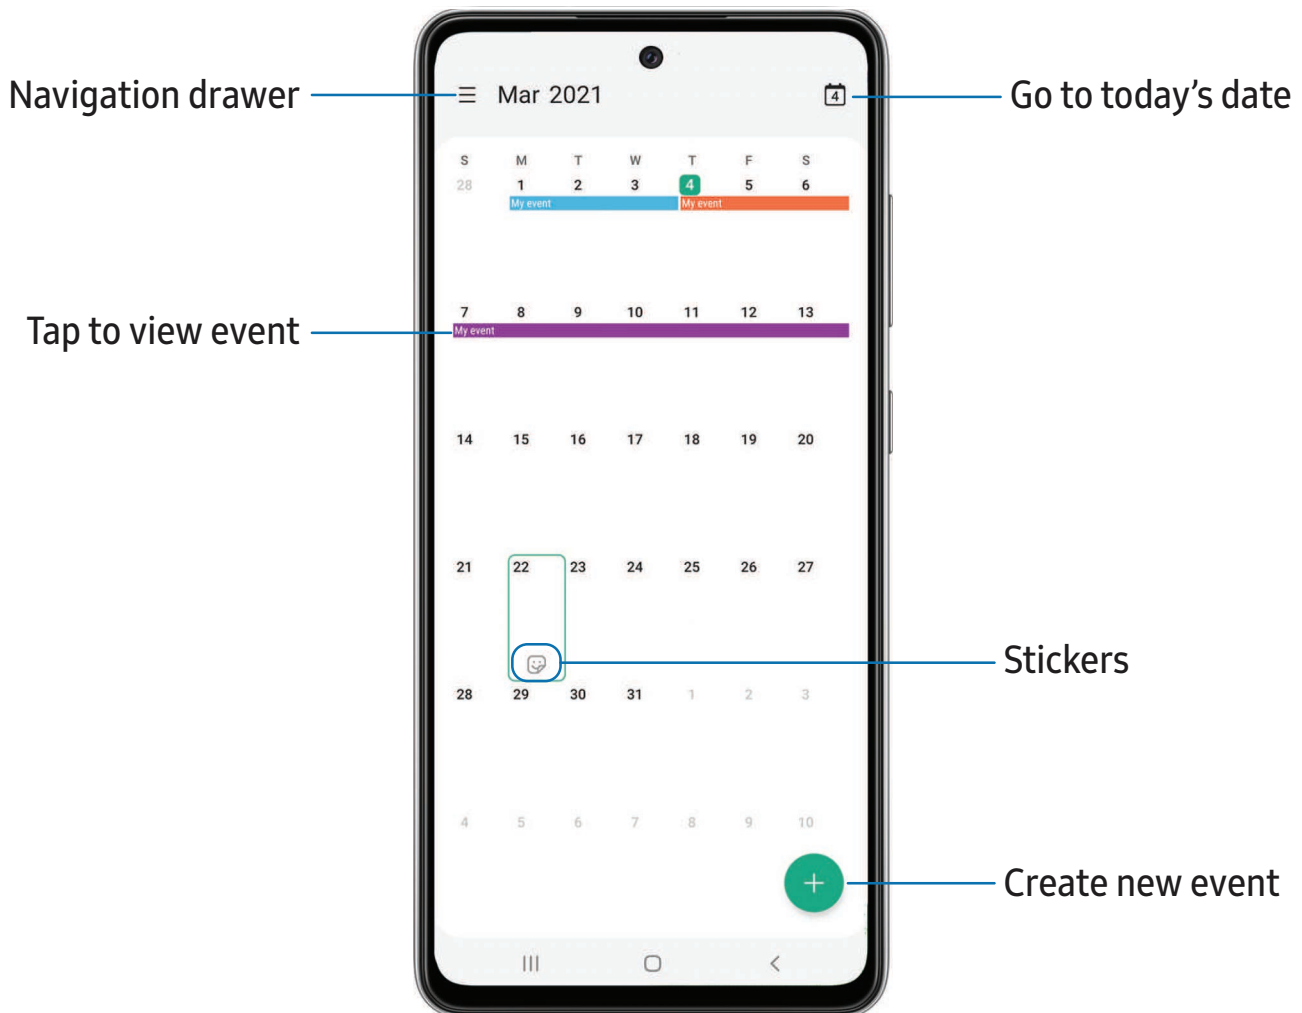 Navigation drawer
Mar 2021
4
Go to today's date
S M T W T F S
28 1 2 3 4 5 6
My event My event
7 8 9 10 11 12 13
Tap to view event
My event
14 15 16 17 18 19 20
21 22 23 24 25 26 27
Stickers
28 29 30 31 1 2 3
4 5 6 7 8 9 10
Create new event